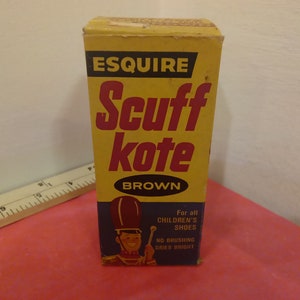 ESQUIRE
Scuff
kote
BROWN
For all
CHILDREN'S
SHOES
NO BRUSHING
DRIES BRIGHT